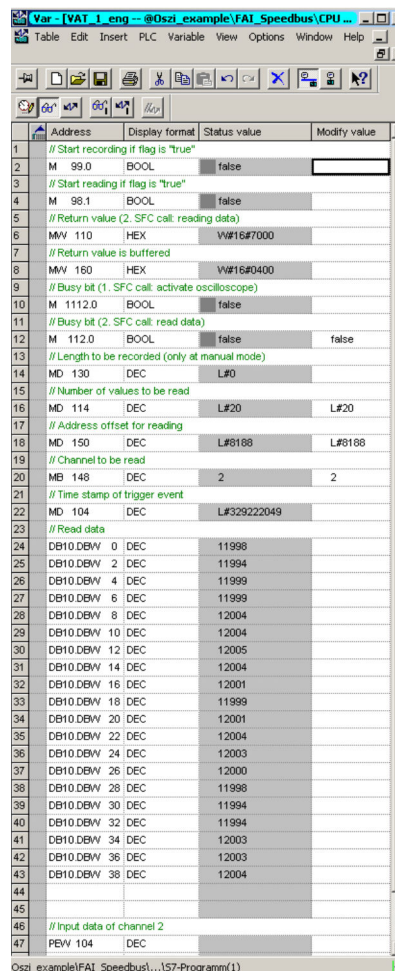 Var - [VAT_1_eng -- @Oszi_example\FAI_Speedbus\CPU ...
Table Edit Insert PLC Variable View Options Window Help
Address Display format Status value Modify value
1 // Start recording if flag is "true"
2 M 99.0 BOOL false
3 // Start reading if flag is "true"
4 M 98.1 BOOL false
5 // Return value (2. SFC call: reading data)
6 MW 110 HEX W#16#7000
7 // Return value is buffered
8 MW 160 HEX W#16#0400
9 // Busy bit (1. SFC call: activate oscilloscope)
10 M 1112.0 BOOL false
11 // Busy bit (2. SFC call: read data)
12 M 112.0 BOOL false false
13 // Length to be recorded (only at manual mode)
14 MD 130 DEC L#0
15 // Number of values to be read
16 MD 114 DEC L#20 L#20
17 // Address offset for reading
18 MD 150 DEC L#8188 L#8188
19 // Channel to be read
20 MB 148 DEC 2 2
21 // Time stamp of trigger event
22 MD 104 DEC L#329222049
23 // Read data
24 DB10.DBW 0 DEC 11998
25 DB10.DBW 2 DEC 11994
26 DB10.DBW 4 DEC 11999
27 DB10.DBW 6 DEC 11999
28 DB10.DBW 8 DEC 12004
29 DB10.DBW 10 DEC 12004
30 DB10.DBW 12 DEC 12005
31 DB10.DBW 14 DEC 12004
32 DB10.DBW 16 DEC 12001
33 DB10.DBW 18 DEC 11999
34 DB10.DBW 20 DEC 12001
35 DB10.DBW 22 DEC 12004
36 DB10.DBW 24 DEC 12003
37 DB10.DBW 26 DEC 12000
38 DB10.DBW 28 DEC 11998
39 DB10.DBW 30 DEC 11994
40 DB10.DBW 32 DEC 11994
41 DB10.DBW 34 DEC 12003
42 DB10.DBW 36 DEC 12003
43 DB10.DBW 38 DEC 12004
44
45
46 // Input data of channel 2
47 PEW 104 DEC
Oszi_example\FAI_Speedbus\...\S7-Programm(1)